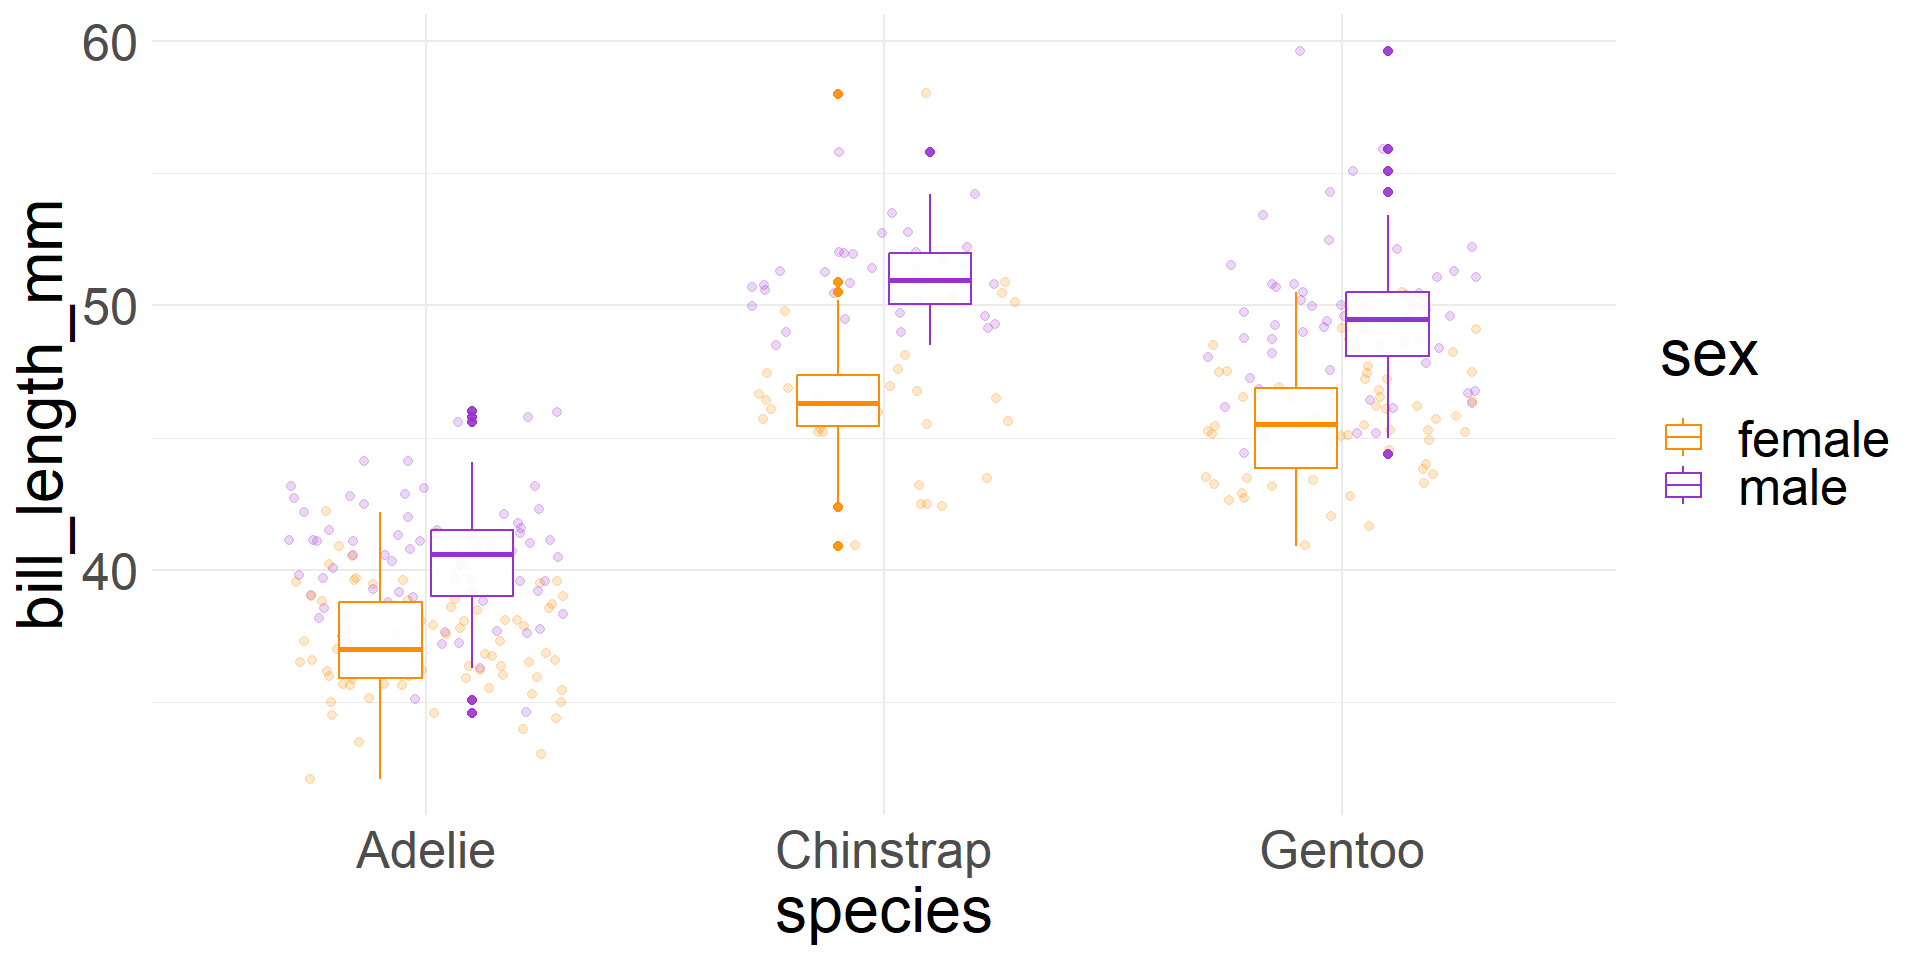 60
50
40
bill_length_mm
Adelie
Chinstrap
Gentoo
species
sex
female
male